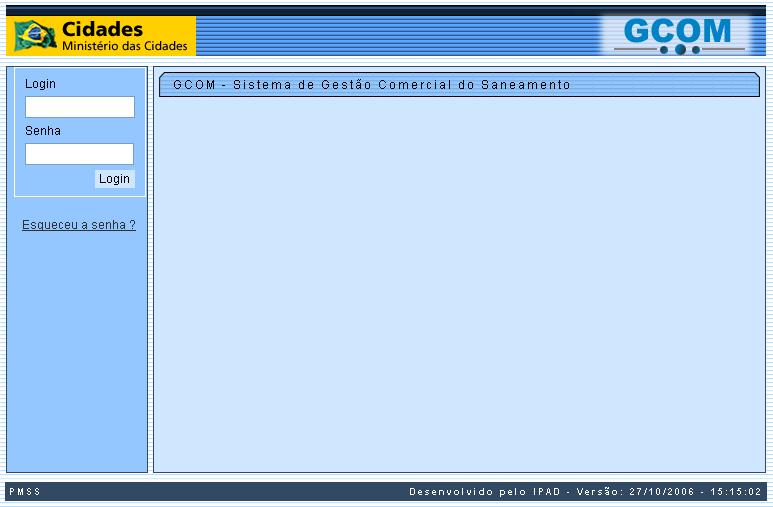 Cidades
Ministério das Cidades
GCOM
Login
Senha
Login
Esqueceu a senha ?
GCOM - Sistema de Gestão Comercial do Saneamento
PMSS
Desenvolvido pelo IPAD - Versão: 27/10/2006 - 15:15:02